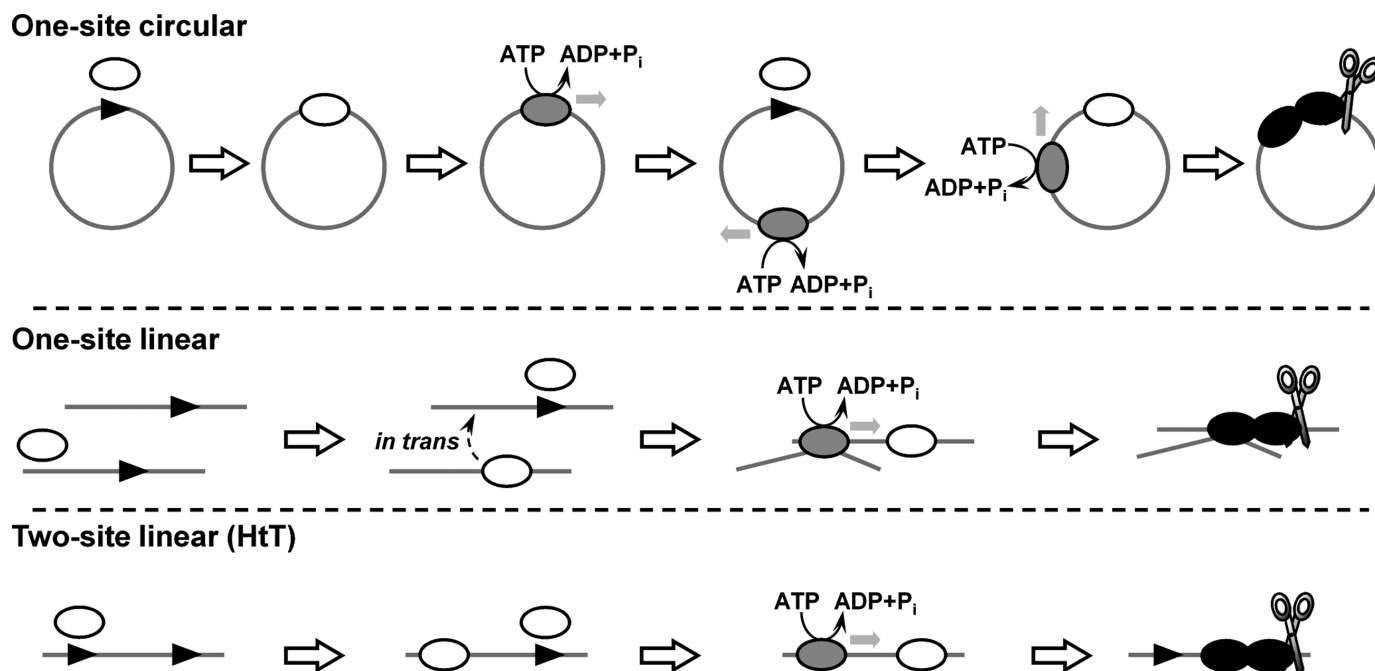 One-site circular
ATP ADP+Pi
ATP ADP+Pi
ATP
ADP+Pi
One-site linear
in trans
ATP ADP+Pi
Two-site linear (HtT)
ATP ADP+Pi